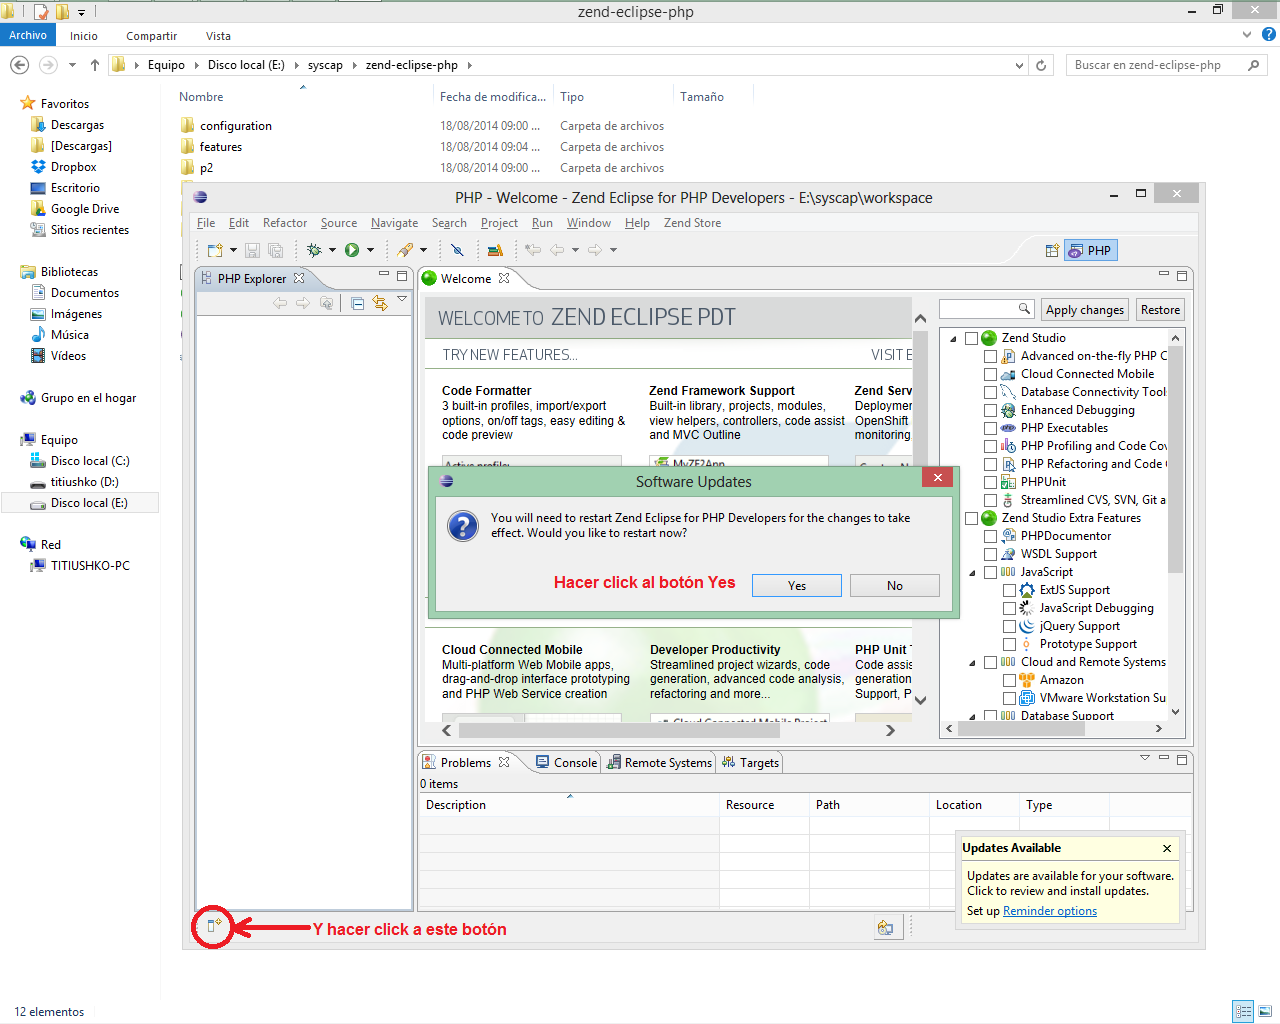 zend-eclipse-php
Archivo
Inicio
Compartir
Vista
Equipo
Disco local (E:)
syscap
zend-eclipse-php
Buscar en zend-eclipse-php
Favoritos
Descargas
[Descargas]
Dropbox
Escritorio
Google Drive
Sitios recientes
Bibliotecas
Documentos
Imágenes
Música
Vídeos
Grupo en el hogar
Equipo
Disco local (C:)
titiushko (D:)
Disco local (E:)
Red
TITIUSHKO-PC
Nombre
Fecha de modifica...
Tipo
Tamaño
configuration
18/08/2014 09:00 ...
Carpeta de archivos
features
18/08/2014 09:04 ...
Carpeta de archivos
p2
18/08/2014 09:00 ...
Carpeta de archivos
PHP - Welcome - Zend Eclipse for PHP Developers - E:\syscap\workspace
File
Edit
Refactor
Source
Navigate
Search
Project
Run
Window
Help
Zend Store
PHP
PHP Explorer
Welcome
WELCOME TO ZEND ECLIPSE PDT
TRY NEW FEATURES...
VISIT E
Code Formatter
3 built-in profiles, import/export
options, on/off tags, easy editing &
code preview
Active profile:
Zend Framework Support
Built-in library, projects, modules,
view helpers, controllers, code assist
and MVC Outline
MyZF2App
Zend Serv
Deploymen
OpenShift
monitoring
Apply changes
Restore
Zend Studio
Advanced on-the-fly PHP C
Cloud Connected Mobile
Database Connectivity Tool
Enhanced Debugging
PHP Executables
PHP Profiling and Code Cov
PHP Refactoring and Code
PHPUnit
Streamlined CVS, SVN, Git a
Zend Studio Extra Features
PHPDocumentor
WSDL Support
JavaScript
ExtJS Support
JavaScript Debugging
jQuery Support
Prototype Support
Cloud and Remote Systems
Amazon
VMware Workstation Su
Database Support
Software Updates
You will need to restart Zend Eclipse for PHP Developers for the changes to take
effect. Would you like to restart now?
Hacer click al botón Yes
Yes
No
Cloud Connected Mobile
Multi-platform Web Mobile apps,
drag-and-drop interface prototyping
and PHP Web Service creation
Developer Productivity
Streamlined project wizards, code
generation, advanced code analysis,
refactoring and more...
Cloud Connected Mobile Project
PHP Unit
Code assis
generation
Support, P
Problems
Console
Remote Systems
Targets
0 items
Description
Resource
Path
Location
Type
Updates Available
Updates are available for your software.
Click to review and install updates.
Set up Reminder options
Y hacer click a este botón
12 elementos